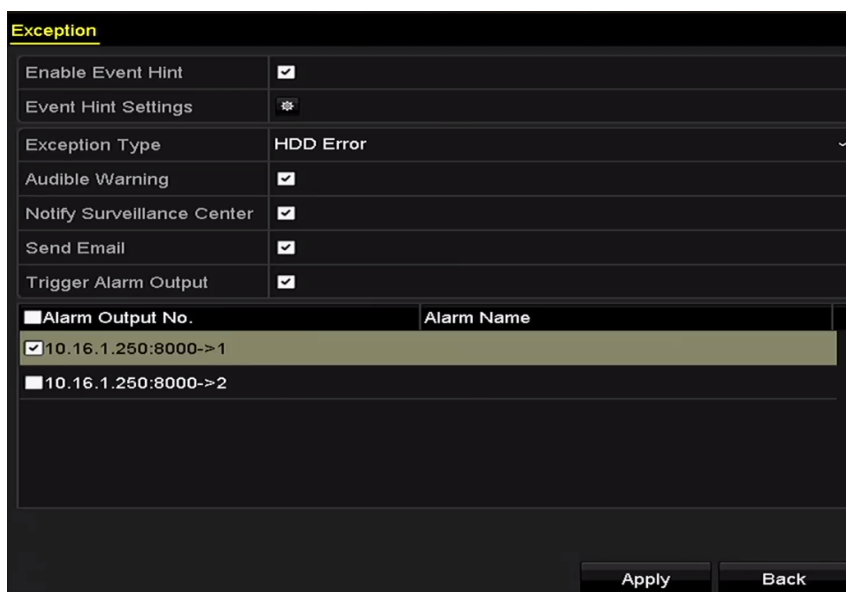 Exception
Enable Event Hint
Event Hint Settings
Exception Type HDD Error
Audible Warning
Notify Surveillance Center
Send Email
Trigger Alarm Output
Alarm Output No. Alarm Name
10.16.1.250:8000->1
10.16.1.250:8000->2
Apply Back